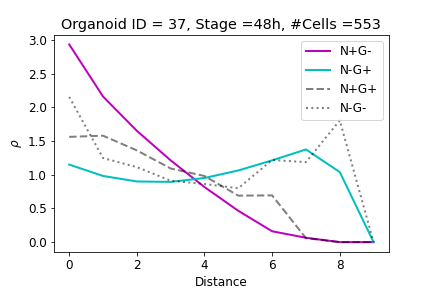 Organoid ID = 37, Stage =48h, #Cells =553
3.0
2.5
2.0
1.5
1.0
0.5
0.0
ρ
N+G-
N-G+
N+G+
N-G-
0 2 4 6 8
Distance